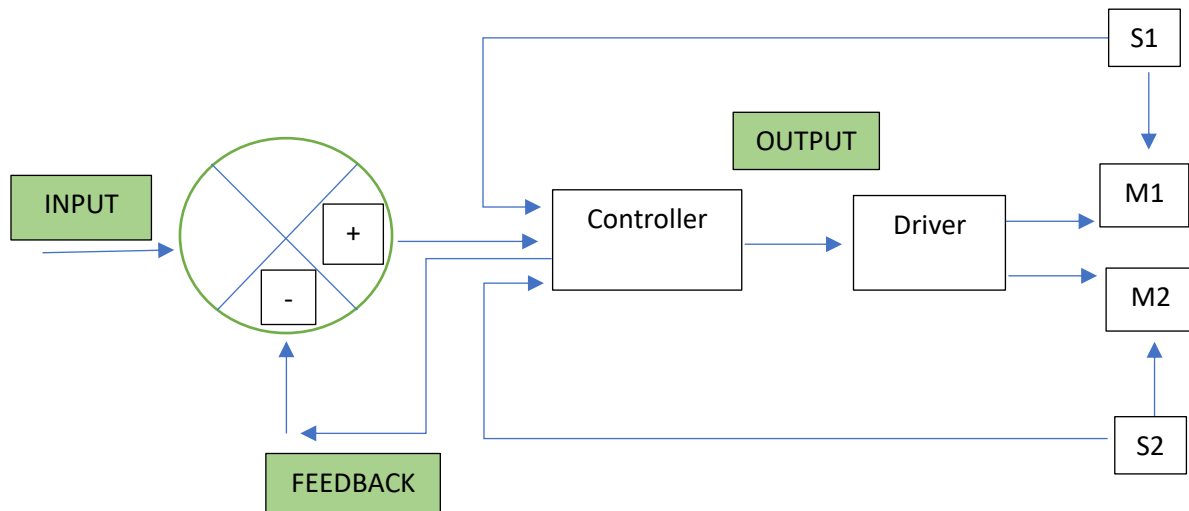 S1
OUTPUT
INPUT
M1
Controller
Driver
+
M2
-
S2
FEEDBACK